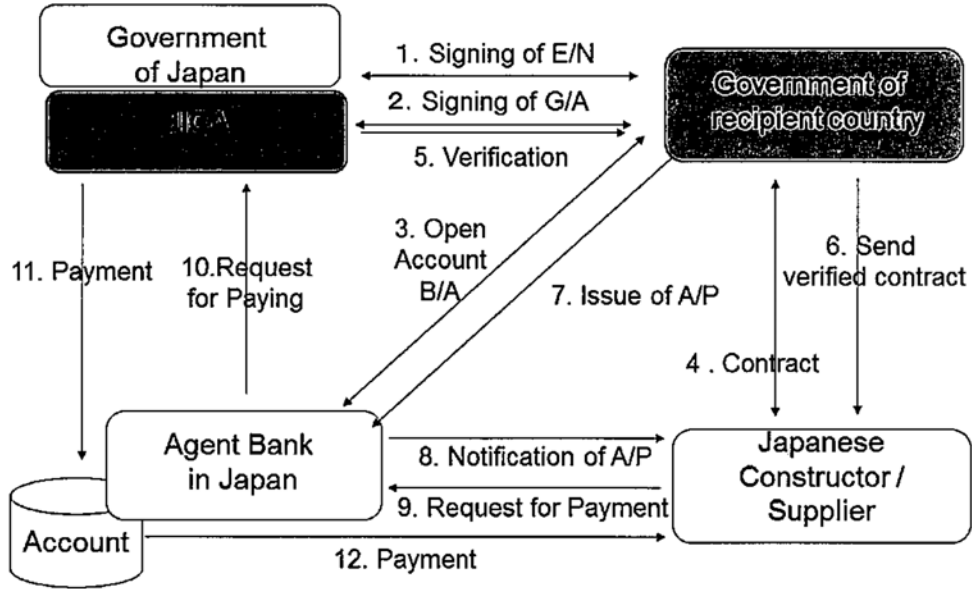 Government
of Japan
JICA
1. Signing of E/N
2. Signing of G/A
5. Verification
Government of
recipient country
3. Open
Account
B/A
6. Send
verified contract
11. Payment
10.Request
for Paying
7. Issue of A/P
4 . Contract
Agent Bank
in Japan
8. Notification of A/P
9. Request for Payment
Japanese
Constructor /
Supplier
Account
12. Payment